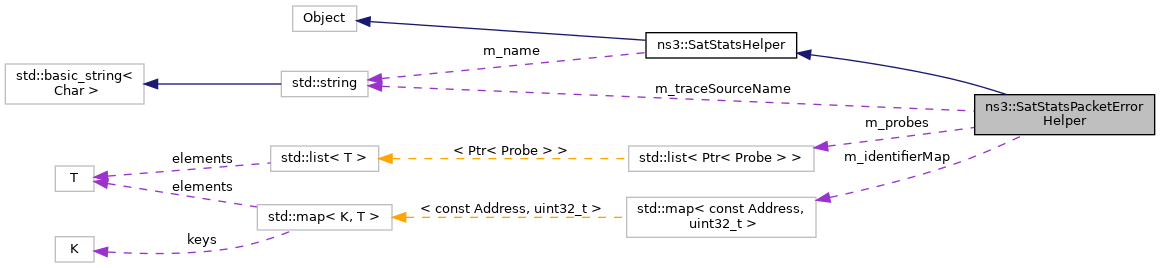 Object
ns3::SatStatsHelper
m_name
std::basic_string<
Char >
std::string
m_traceSourceName
ns3::SatStatsPacketError
Helper
m_probes
< Ptr< Probe > >
std::list< T >
std::list< Ptr< Probe > >
elements
m_identifierMap
T
elements
< const Address, uint32_t >
std::map< const Address,
uint32_t >
std::map< K, T >
keys
K